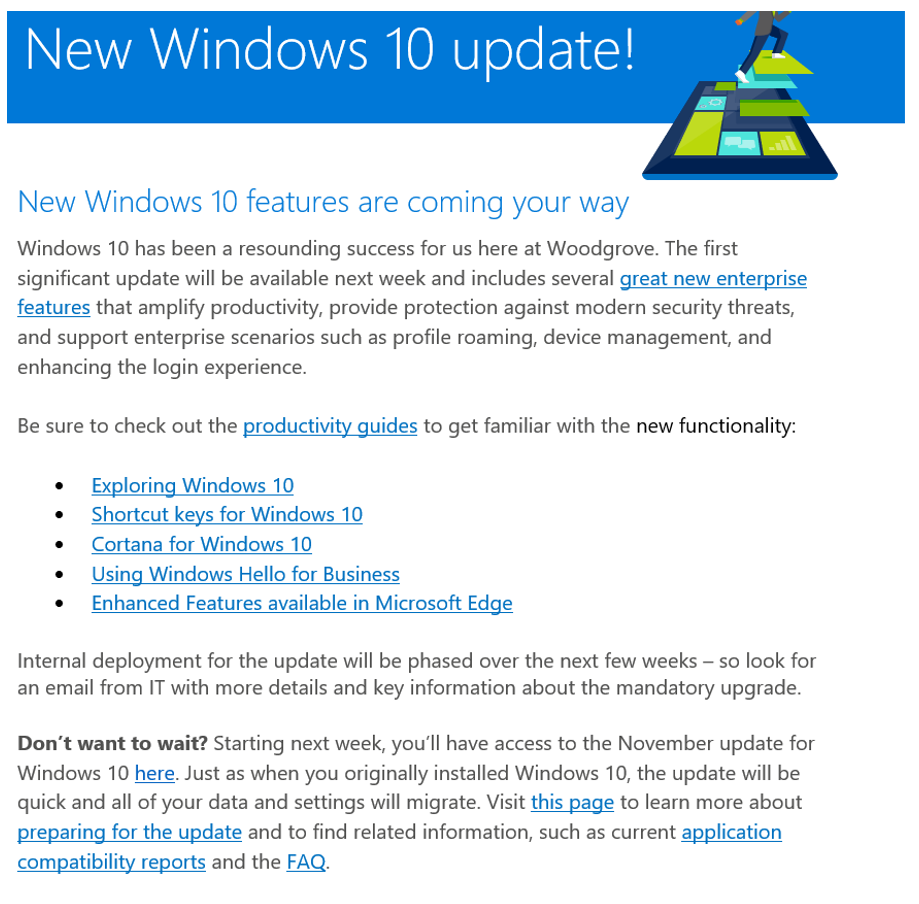 New Windows 10 update!
New Windows 10 features are coming your way
Windows 10 has been a resounding success for us here at Woodgrove. The first
significant update will be available next week and includes several great new enterprise
features that amplify productivity, provide protection against modern security threats,
and support enterprise scenarios such as profile roaming, device management, and
enhancing the login experience.
Be sure to check out the productivity guides to get familiar with the new functionality:
• Exploring Windows 10
• Shortcut keys for Windows 10
• Cortana for Windows 10
• Using Windows Hello for Business
• Enhanced Features available in Microsoft Edge
Internal deployment for the update will be phased over the next few weeks – so look for
an email from IT with more details and key information about the mandatory upgrade.
Don’t want to wait? Starting next week, you’ll have access to the November update for
Windows 10 here. Just as when you originally installed Windows 10, the update will be
quick and all of your data and settings will migrate. Visit this page to learn more about
preparing for the update and to find related information, such as current application
compatibility reports and the FAQ.